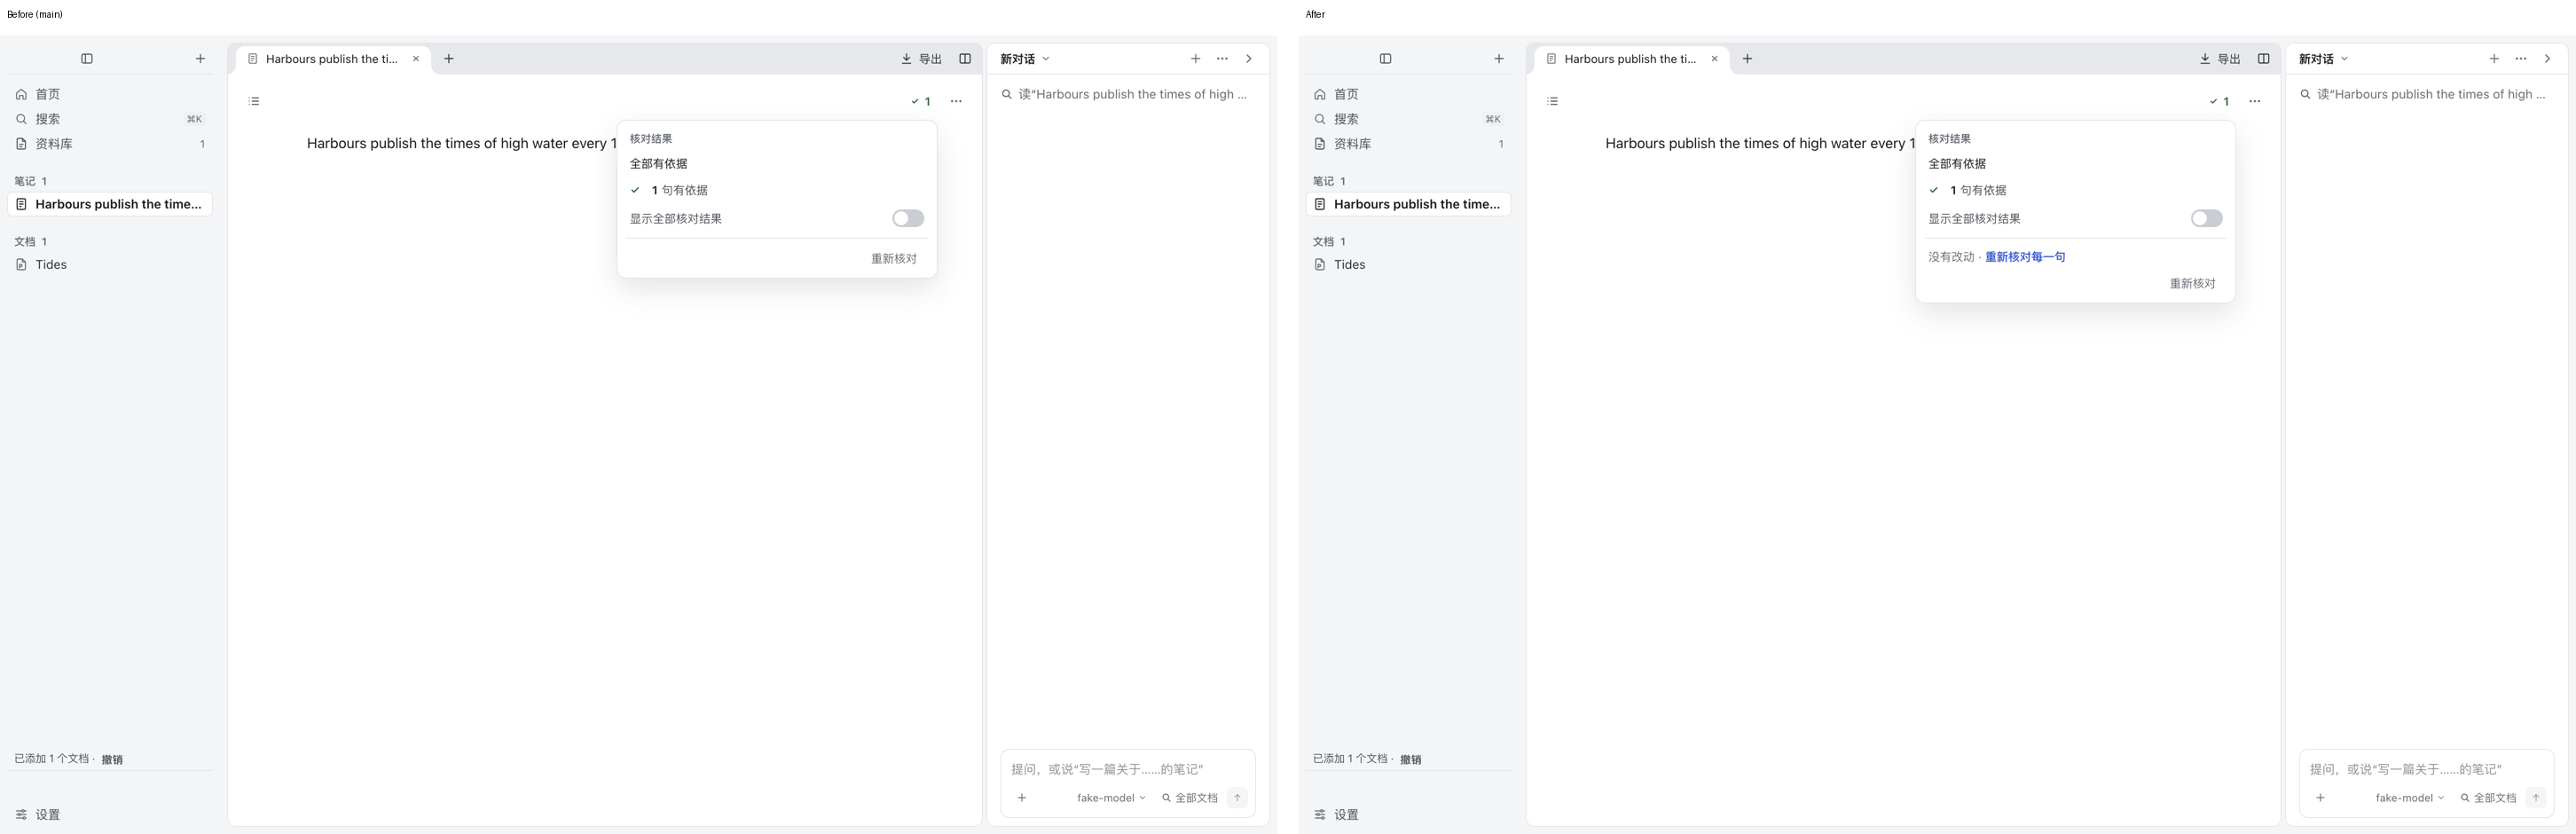 Before (main)
Harbours publish the ti...
导出
新对话
首页
搜索
⌘K
资料库
1
笔记 1
Harbours publish the time...
文档 1
Tides
已添加 1 个文档 · 撤销
设置
1
Harbours publish the times of high water every 1
核对结果
全部有依据
1 句有依据
显示全部核对结果
重新核对
读“Harbours publish the times of high ...
提问，或说“写一篇关于……的笔记”
fake-model
全部文档
After
Harbours publish the ti...
导出
新对话
首页
搜索
⌘K
资料库
1
笔记 1
Harbours publish the time...
文档 1
Tides
已添加 1 个文档 · 撤销
设置
1
Harbours publish the times of high water every 1
核对结果
全部有依据
1 句有依据
显示全部核对结果
没有改动 · 重新核对每一句
重新核对
读“Harbours publish the times of high ...
提问，或说“写一篇关于……的笔记”
fake-model
全部文档